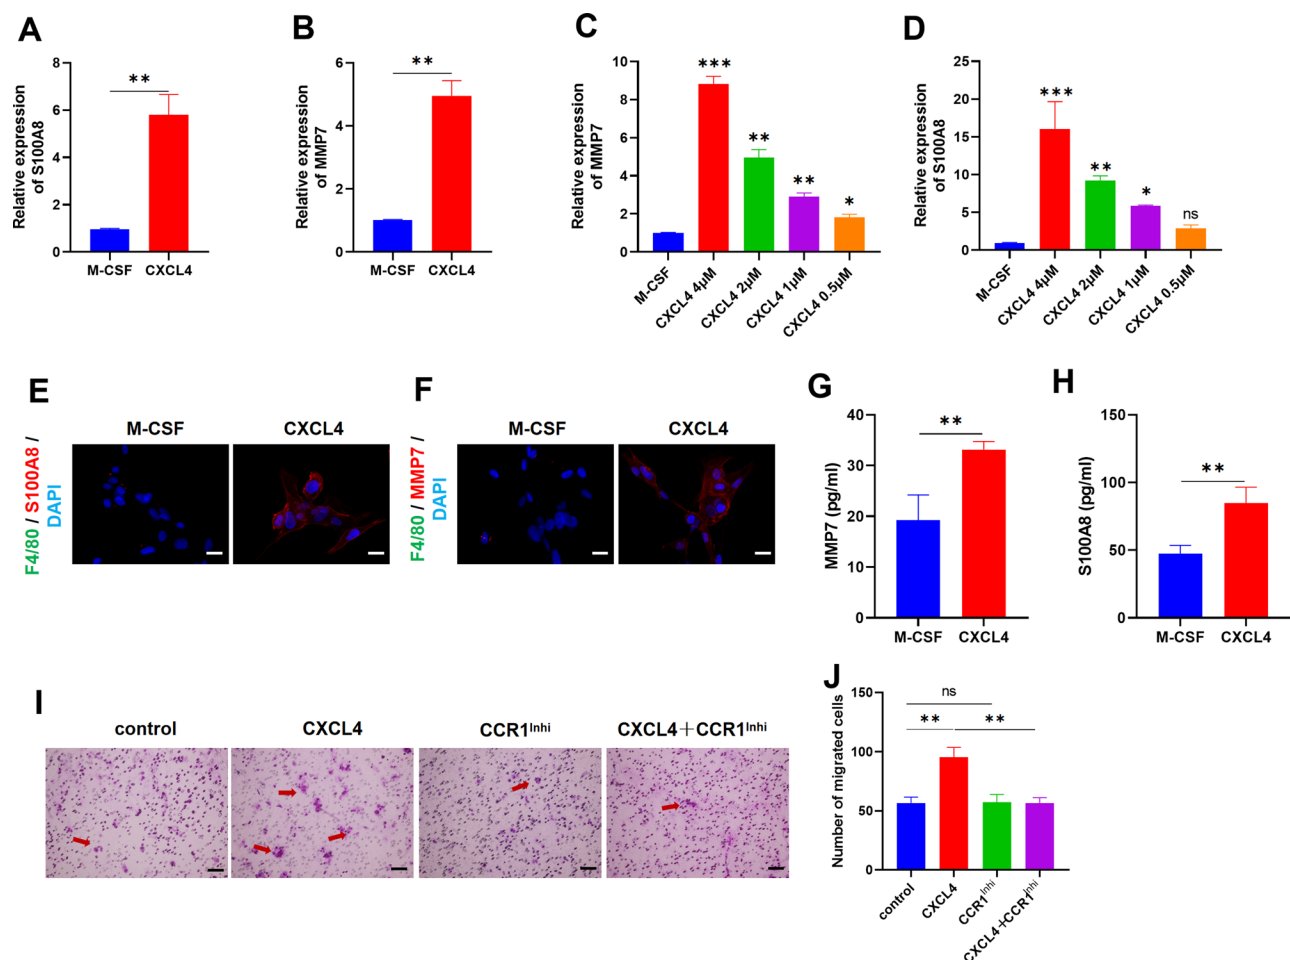 A
Relative expression
of S100A8
8
6
4
2
0
**
M-CSF
CXCL4
B
Relative expression
of MMP7
6
4
2
0
**
M-CSF
CXCL4
C
Relative expression
of MMP7
10
8
6
4
2
0
***
**
**
*
M-CSF
CXCL4 4μM
CXCL4 2μM
CXCL4 1μM
CXCL4 0.5μM
D
Relative expression
of S100A8
25
20
15
10
5
0
***
**
*
ns
M-CSF
CXCL4 4μM
CXCL4 2μM
CXCL4 1μM
CXCL4 0.5μM
E
F4/80 / S100A8 /
DAPI
M-CSF
CXCL4
F
F4/80 / MMP7 /
DAPI
M-CSF
CXCL4
G
MMP7 (pg/ml)
40
30
20
10
0
**
M-CSF
CXCL4
H
S100A8 (pg/ml)
150
100
50
0
**
M-CSF
CXCL4
I
control
CXCL4
CCR1Inhi
CXCL4+CCR1Inhi
J
Number of migrated cells
150
100
50
0
ns
**
**
control
CXCL4
CCR1Inhi
CXCL4+CCR1Inhi